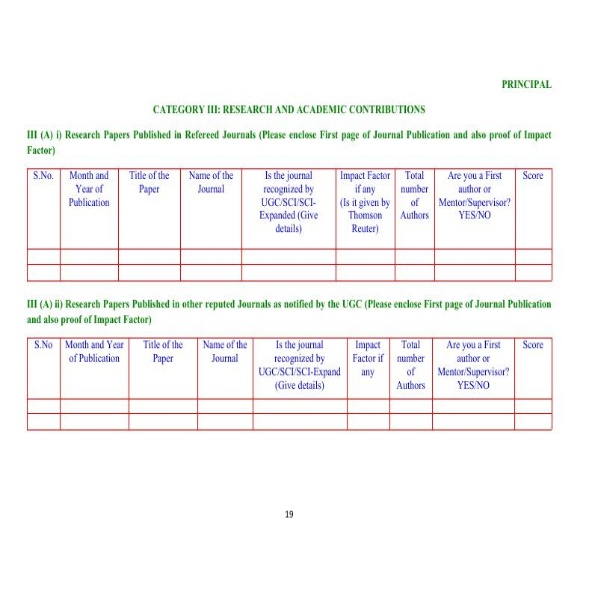 PRINCIPAL
CATEGORY III: RESEARCH AND ACADEMIC CONTRIBUTIONS
III (A) i) Research Papers Published in Refereed Journals (Please enclose First page of Journal Publication and also proof of Impact
Factor)
S.No. Month and Title of the Name of the Is the journal Impact Factor Total Are you a First Score
Year of Paper Journal recognized by if any number author or
Publication UGC/SCI/SCI- (Is it given by of Mentor/Supervisor?
Expanded (Give Thomson Authors YES/NO
details) Reuter)
III (A) ii) Research Papers Published in other reputed Journals as notified by the UGC (Please enclose First page of Journal Publication
and also proof of Impact Factor)
S.No Month and Year Title of the Name of the Is the journal Impact Total Are you a First Score
of Publication Paper Journal recognized by Factor if number author or
UGC/SCI/SCI-Expand any of Mentor/Supervisor?
(Give details) Authors YES/NO
19